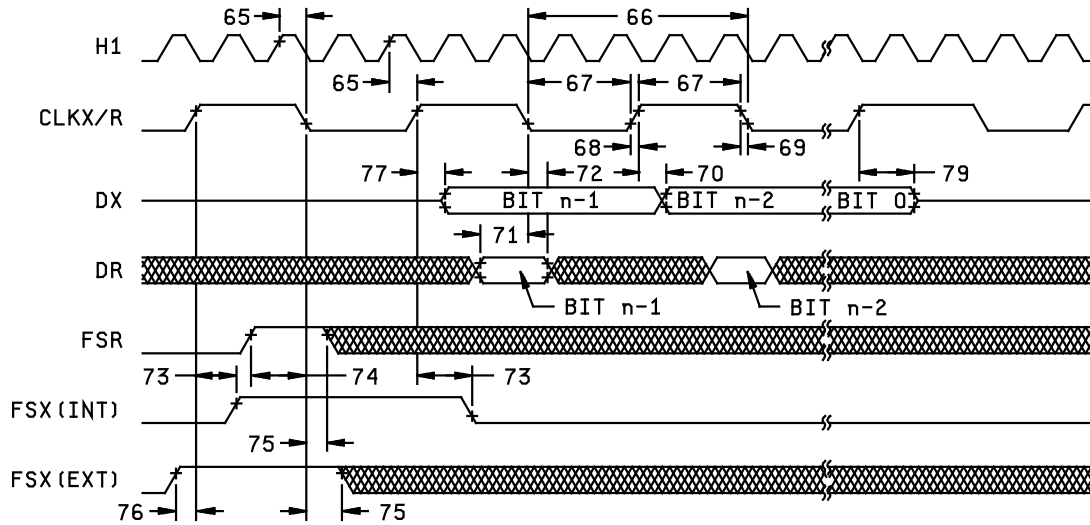 65 66
H1
65 67 67
CLKX/R
68 69
77 72 70 79
DX BIT n-1 BIT n-2 BIT 0
71
DR
BIT n-1 BIT n-2
FSR
73 74 73
FSX(INT)
75
FSX(EXT)
76 75